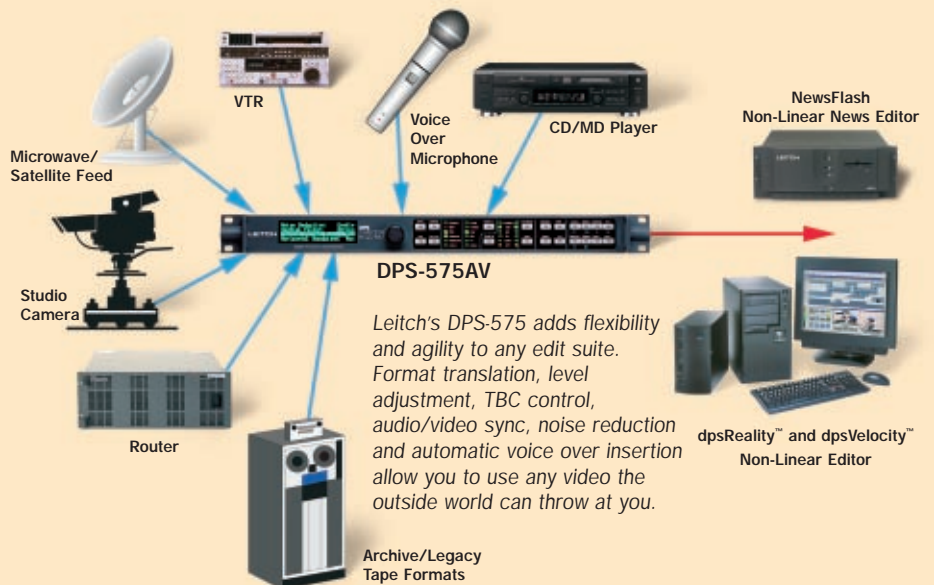 VTR
Voice
Over
Microphone
CD/MD Player
NewsFlash
Non-Linear News Editor
Microwave/
Satellite Feed
LEITCH
LEITCH
DPS-575AV
Studio
Camera
Router
Leitch's DPS-575 adds flexibility
and agility to any edit suite.
Format translation, level
adjustment, TBC control,
audio/video sync, noise reduction
and automatic voice over insertion
allow you to use any video the
outside world can throw at you.
dpsReality™ and dpsVelocity™
Non-Linear Editor
Archive/Legacy
Tape Formats